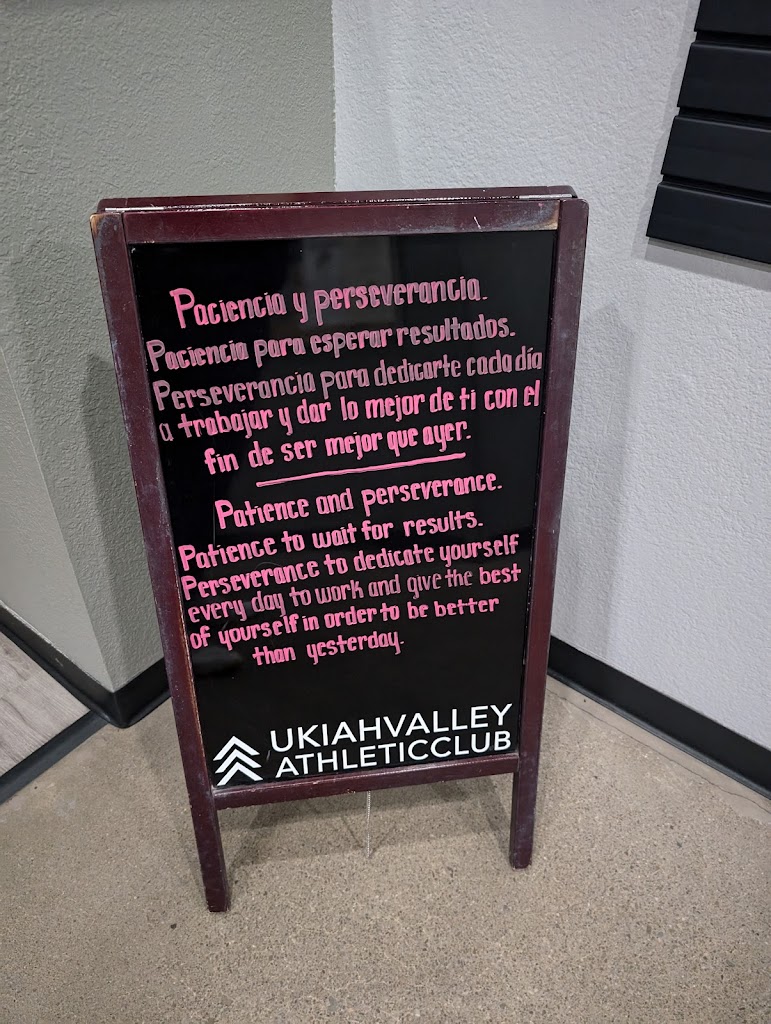 Paciencia y perseverancia.
Paciencia para esperar resultados.
Perseverancia para dedicarte cada día
a trabajar y dar lo mejor de ti con el
fin de ser mejor que ayer.
Patience and perseverance.
Patience to wait for results.
Perseverance to dedicate yourself
every day to work and give the best
of yourself in order to be better
than yesterday.
UKIAHVALLEY
ATHLETICCLUB